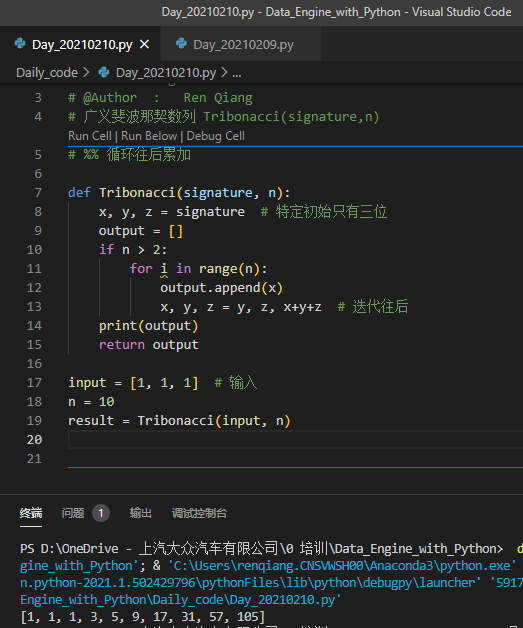 Day_20210210.py - Data_Engine_with_Python - Visual Studio Code
Day_20210210.py Day_20210209.py
Daily_code > Day_20210210.py > ...
3 # @Author : Ren Qiang
4 # 广义斐波那契数列 Tribonacci(signature,n)
Run Cell | Run Below | Debug Cell
5 # %% 循环往后累加
6
7 def Tribonacci(signature, n):
8 x, y, z = signature # 特定初始只有三位
9 output = []
10 if n > 2:
11 for i in range(n):
12 output.append(x)
13 x, y, z = y, z, x+y+z # 迭代往后
14 print(output)
15 return output
16
17 input = [1, 1, 1] # 输入
18 n = 10
19 result = Tribonacci(input, n)
20
21
终端 问题 1 输出 调试控制台
PS D:\OneDrive - 上汽大众汽车有限公司\0 培训\Data_Engine_with_Python>
gine_with_Python'; & 'C:\Users\renqiang.CNSVWSH00\Anaconda3\python.exe'
n.python-2021.1.502429796\pythonFiles\lib\python\debugpy\launcher' '5917
Engine_with_Python\Daily_code\Day_20210210.py'
[1, 1, 1, 3, 5, 9, 17, 31, 57, 105]